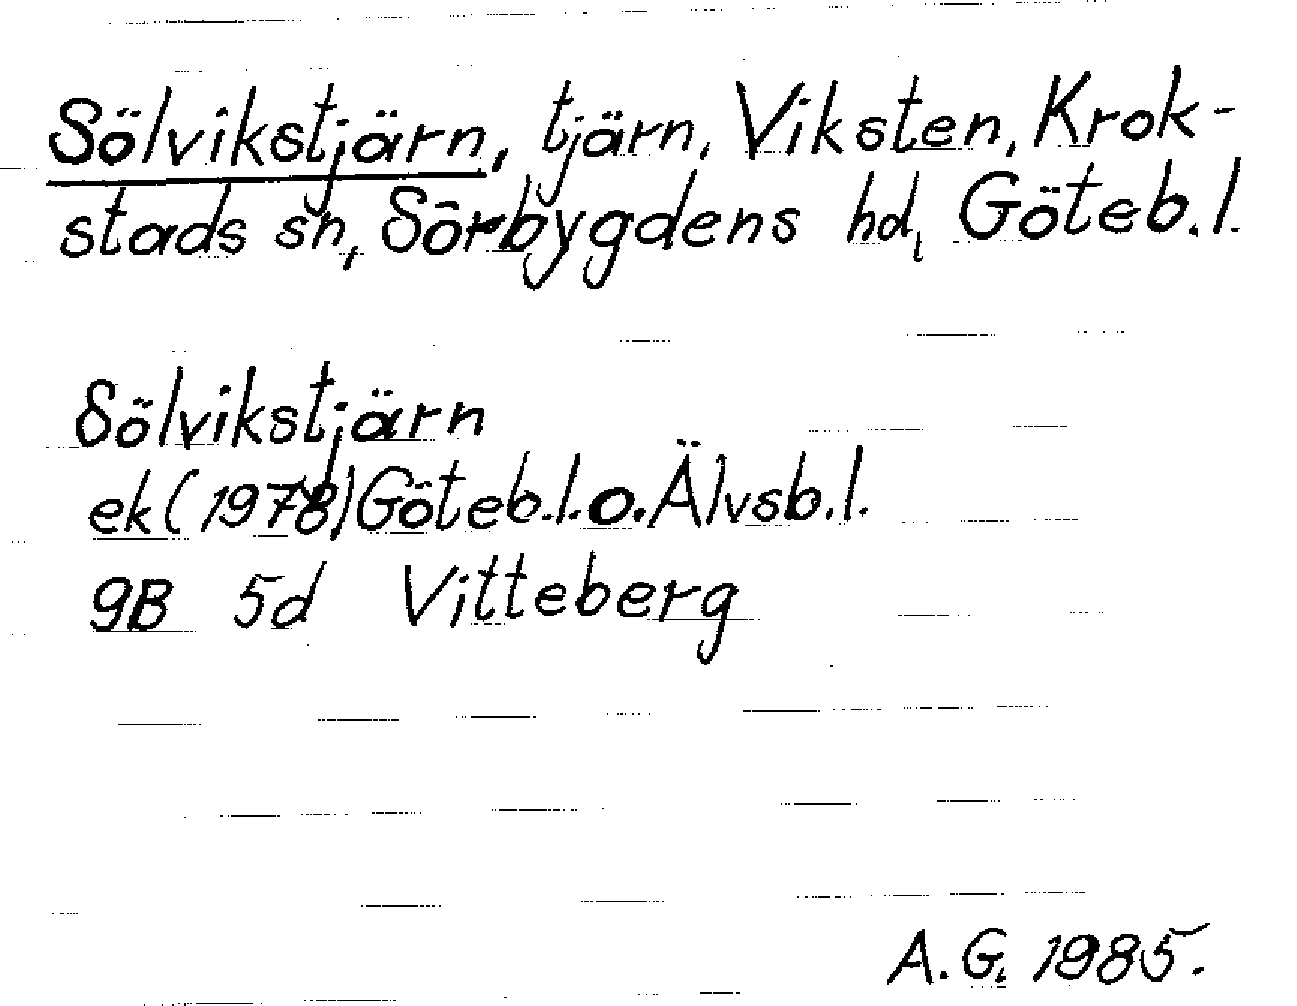 Sölvikstjärn, tjärn, Viksten, Krok-
stads sn, Sörbygdens hd, Göteb.l.
Sölvikstjärn
ek (1978) Göteb.l.o.Älvsb.l.
9B 5d Vitteberg
A.G. 1985.